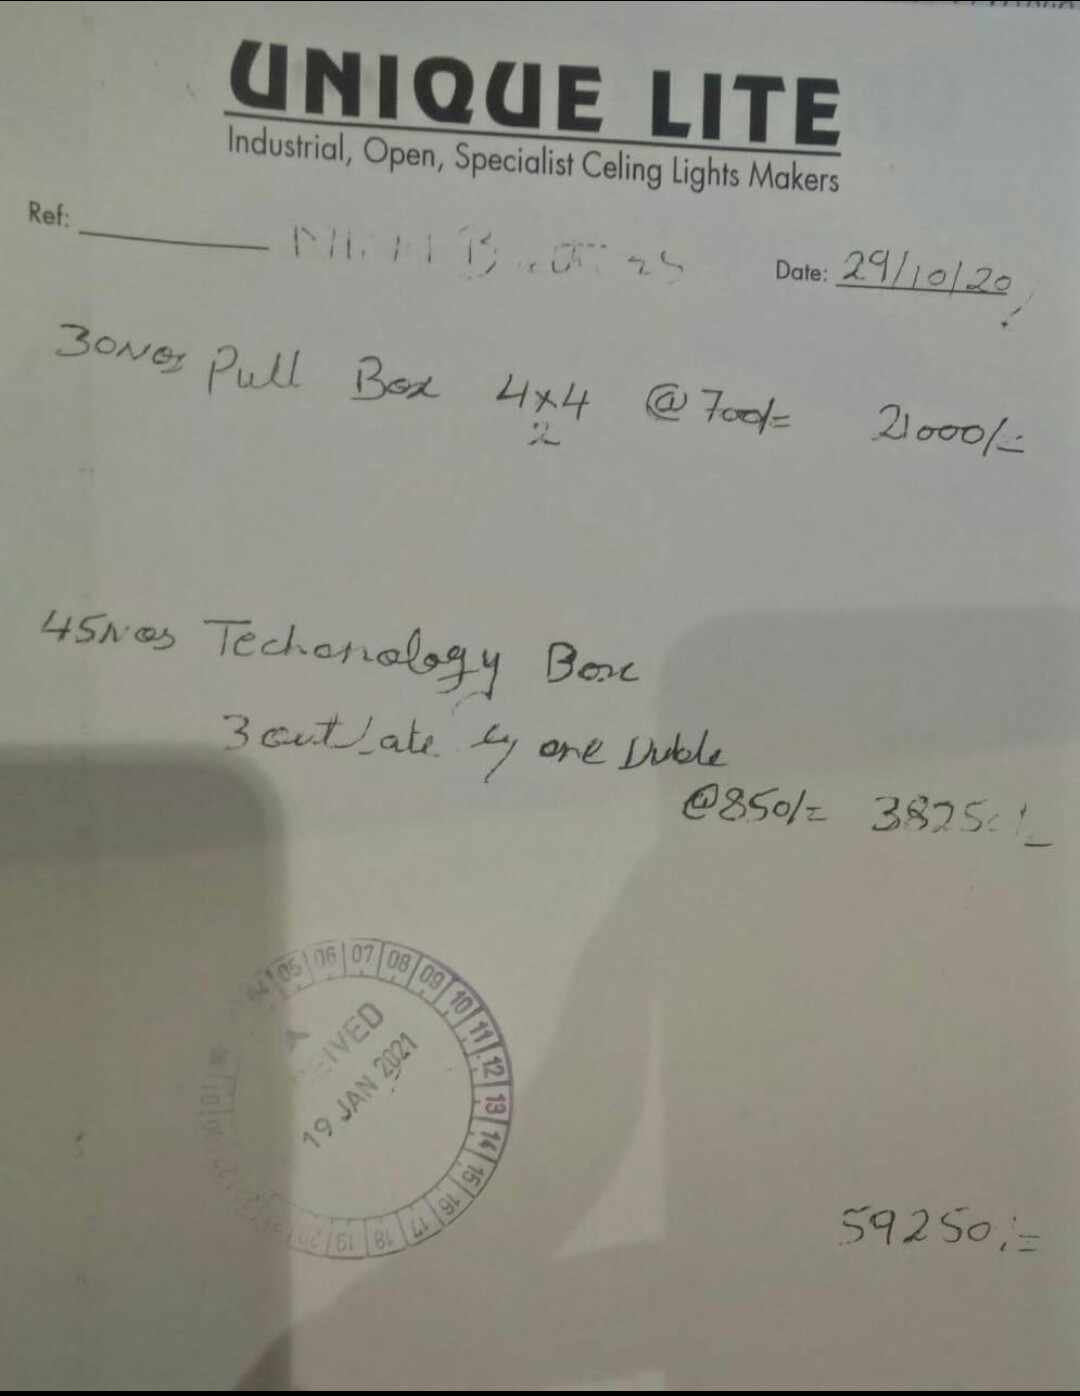 UNIQUE LITE
Industrial, Open, Specialist Celing Lights Makers
Ref:
Date: 29/10/20
30Nos Pull Box 4x4 @ 700/= 21000/=
2
45Nos Techonology Box
3 out late by one Duble
@850/= 38250/=
04 05 06 07 08 09 10 11 12 13 14 15 16 17 18 19 20
EIVED
19 JAN 2021
59250/=